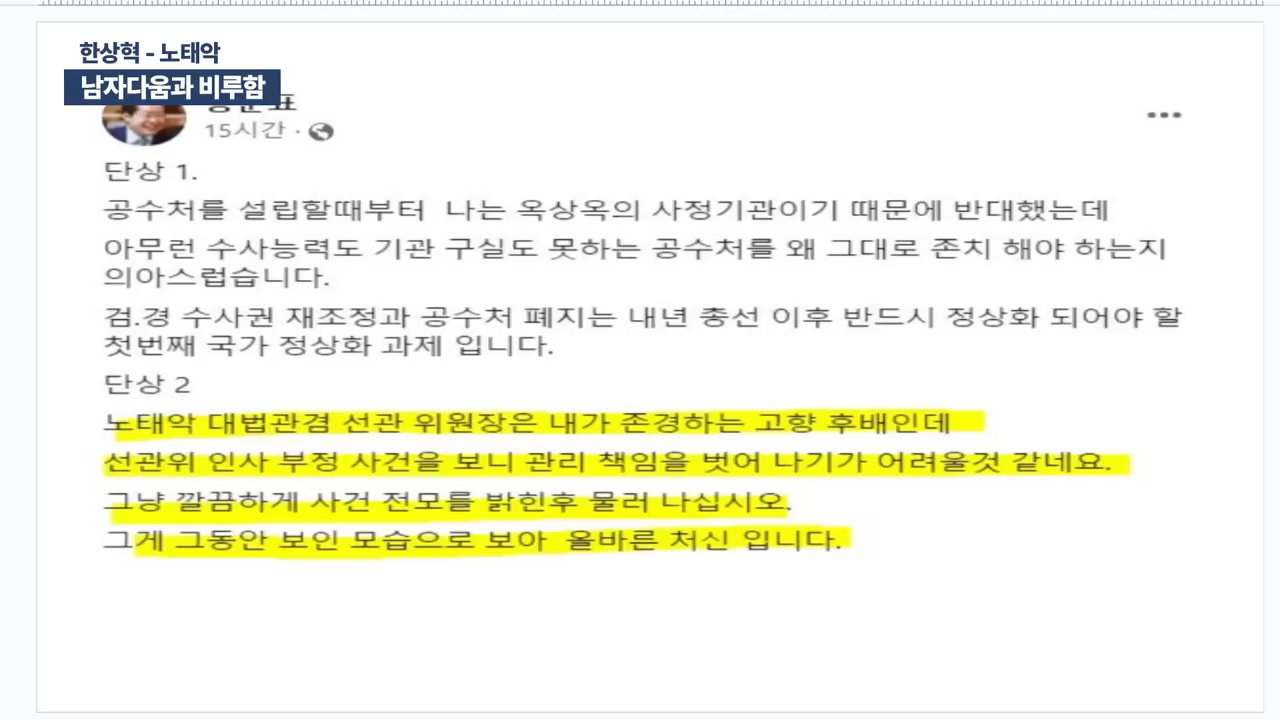 한상혁 - 노태악
남자다움과 비루함
15시간 ·
단상 1.
공수처를 설립할때부터 나는 옥상옥의 사정기관이기 때문에 반대했는데
아무런 수사능력도 기관 구실도 못하는 공수처를 왜 그대로 존치 해야 하는지
의아스럽습니다.
검.경 수사권 재조정과 공수처 폐지는 내년 총선 이후 반드시 정상화 되어야 할
첫번째 국가 정상화 과제 입니다.
단상 2
노태악 대법관겸 선관 위원장은 내가 존경하는 고향 후배인데
선관위 인사 부정 사건을 보니 관리 책임을 벗어 나기가 어려울것 같네요.
그냥 깔끔하게 사건 전모를 밝힌후 물러 나십시오.
그게 그동안 보인 모습으로 보아 올바른 처신 입니다.